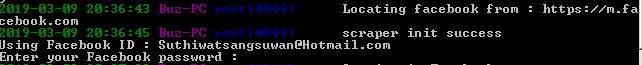 2019-03-09 20:36:43 Buz-PC root[4044] Locating facebook from : https://m.fa
cebook.com
2019-03-09 20:36:45 Buz-PC root[4044] scraper init success
Using Facebook ID : Suthiwatsangsuwan@Hotmail.com
Enter your Facebook password :